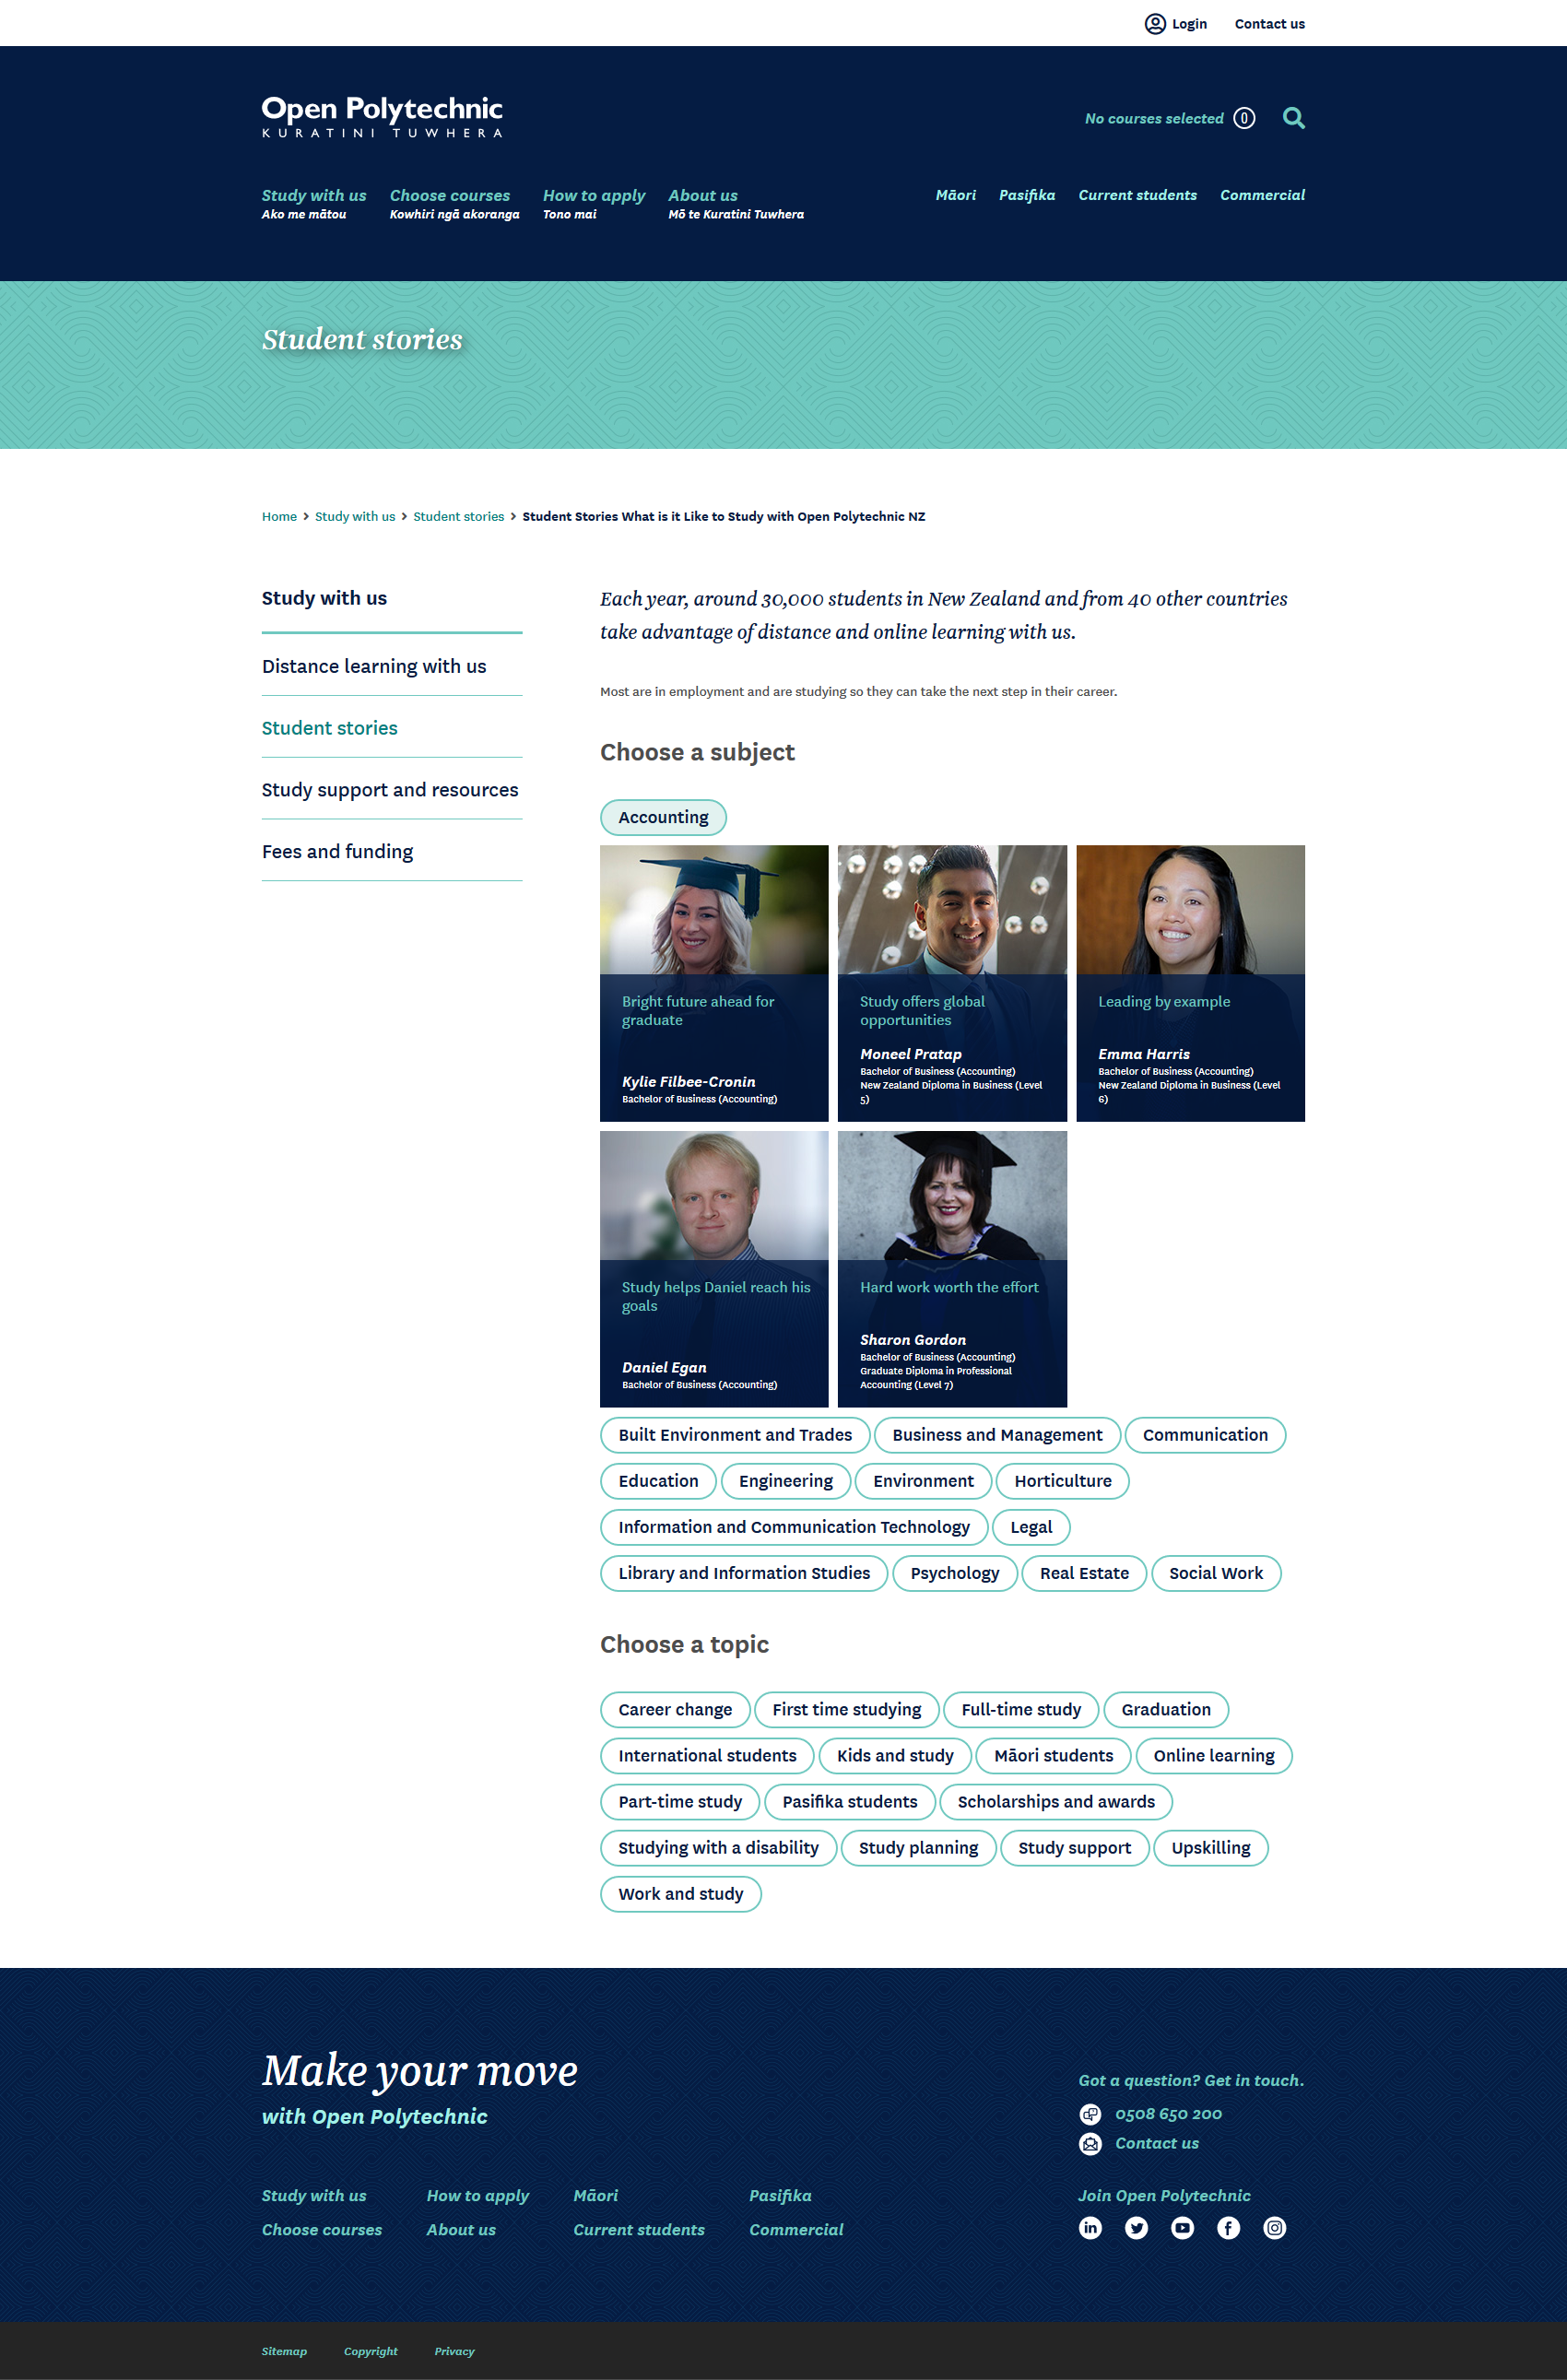 Login
Contact us
Open Polytechnic
KURATINI TUWHERA
No courses selected 0
Study with us
Ako me mātou
Choose courses
Kowhiri ngā akoranga
How to apply
Tono mai
About us
Mō te Kuratini Tuwhera
Māori
Pasifika
Current students
Commercial
Student stories
Home > Study with us > Student stories > Student Stories What is it Like to Study with Open Polytechnic NZ
Study with us
Distance learning with us
Student stories
Study support and resources
Fees and funding
Each year, around 30,000 students in New Zealand and from 40 other countries
take advantage of distance and online learning with us.
Most are in employment and are studying so they can take the next step in their career.
Choose a subject
Accounting
Bright future ahead for
graduate
Kylie Filbee-Cronin
Bachelor of Business (Accounting)
Study offers global
opportunities
Moneel Pratap
Bachelor of Business (Accounting)
New Zealand Diploma in Business (Level
5)
Leading by example
Emma Harris
Bachelor of Business (Accounting)
New Zealand Diploma in Business (Level
6)
Study helps Daniel reach his
goals
Daniel Egan
Bachelor of Business (Accounting)
Hard work worth the effort
Sharon Gordon
Bachelor of Business (Accounting)
Graduate Diploma in Professional
Accounting (Level 7)
Built Environment and Trades
Business and Management
Communication
Education
Engineering
Environment
Horticulture
Information and Communication Technology
Legal
Library and Information Studies
Psychology
Real Estate
Social Work
Choose a topic
Career change
First time studying
Full-time study
Graduation
International students
Kids and study
Māori students
Online learning
Part-time study
Pasifika students
Scholarships and awards
Studying with a disability
Study planning
Study support
Upskilling
Work and study
Make your move
with Open Polytechnic
Got a question? Get in touch.
0508 650 200
Contact us
Study with us
How to apply
Māori
Pasifika
Choose courses
About us
Current students
Commercial
Join Open Polytechnic
Sitemap
Copyright
Privacy